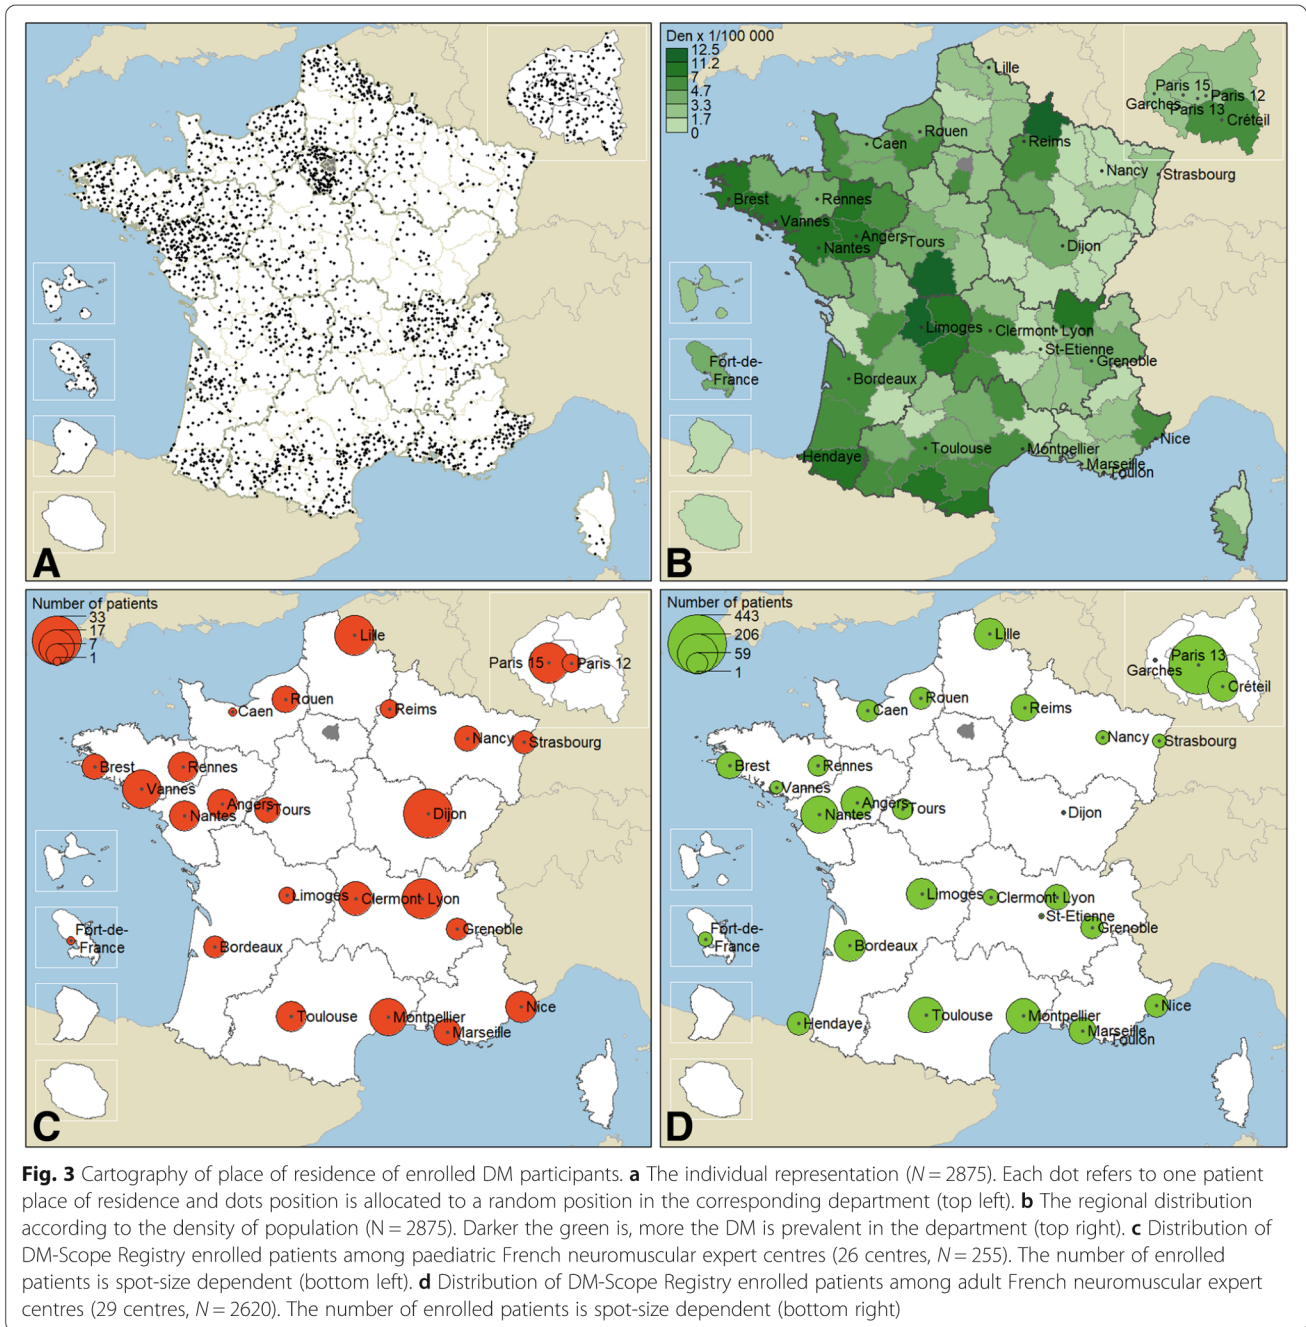 A
Den x 1/100 000
12.5
11.2
7
4.7
3.3
1.7
0
Lille
Paris 15
Paris 12
Garches
Paris 13
Créteil
Rouen
Caen
Reims
Nancy
Strasbourg
Brest
Rennes
Vannes
Angers
Tours
Nantes
Dijon
Limoges
Clermont
Lyon
St-Etienne
Grenoble
Fort-de-
France
Bordeaux
Hendaye
Toulouse
Montpellier
Nice
Marseille
Toulon
B
Number of patients
33
17
7
1
Lille
Paris 15
Paris 12
Rouen
Caen
Reims
Nancy
Strasbourg
Brest
Rennes
Vannes
Angers
Tours
Nantes
Dijon
Limoges
Clermont
Lyon
Fort-de-
France
Grenoble
Bordeaux
Toulouse
Montpellier
Nice
Marseille
C
Number of patients
443
206
59
1
Lille
Paris 13
Garches
Créteil
Rouen
Caen
Reims
Nancy
Strasbourg
Brest
Rennes
Vannes
Angers
Tours
Nantes
Dijon
Limoges
Clermont
Lyon
St-Etienne
Fort-de-
France
Grenoble
Bordeaux
Hendaye
Toulouse
Montpellier
Nice
Marseille
Toulon
D
Fig. 3 Cartography of place of residence of enrolled DM participants. a The individual representation (N = 2875). Each dot refers to one patient
place of residence and dots position is allocated to a random position in the corresponding department (top left). b The regional distribution
according to the density of population (N = 2875). Darker the green is, more the DM is prevalent in the department (top right). c Distribution of
DM-Scope Registry enrolled patients among paediatric French neuromuscular expert centres (26 centres, N = 255). The number of enrolled
patients is spot-size dependent (bottom left). d Distribution of DM-Scope Registry enrolled patients among adult French neuromuscular expert
centres (29 centres, N = 2620). The number of enrolled patients is spot-size dependent (bottom right)